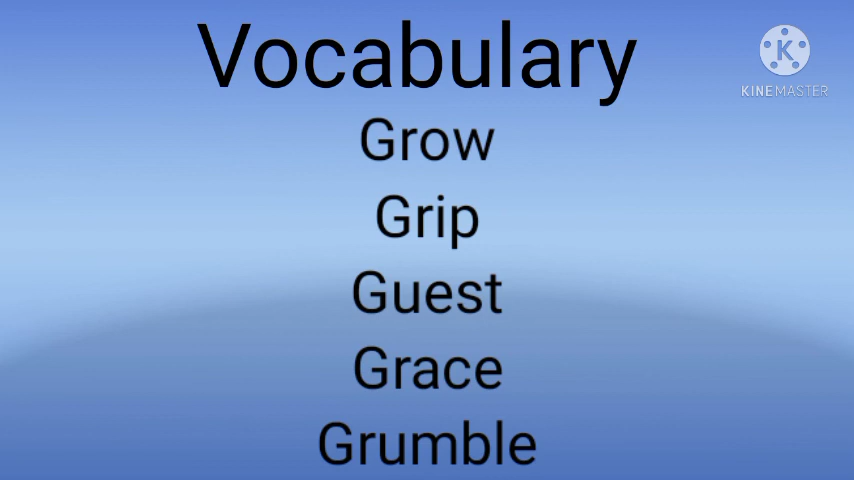 Vocabulary
KINEMASTER
Grow
Grip
Guest
Grace
Grumble